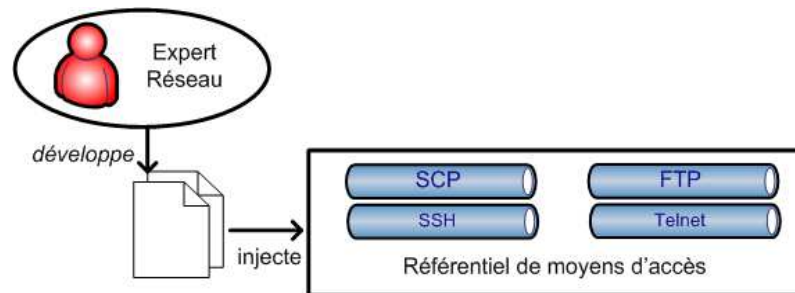 Expert
Réseau
développe
injecte
SCP
FTP
SSH
Telnet
Référentiel de moyens d'accès